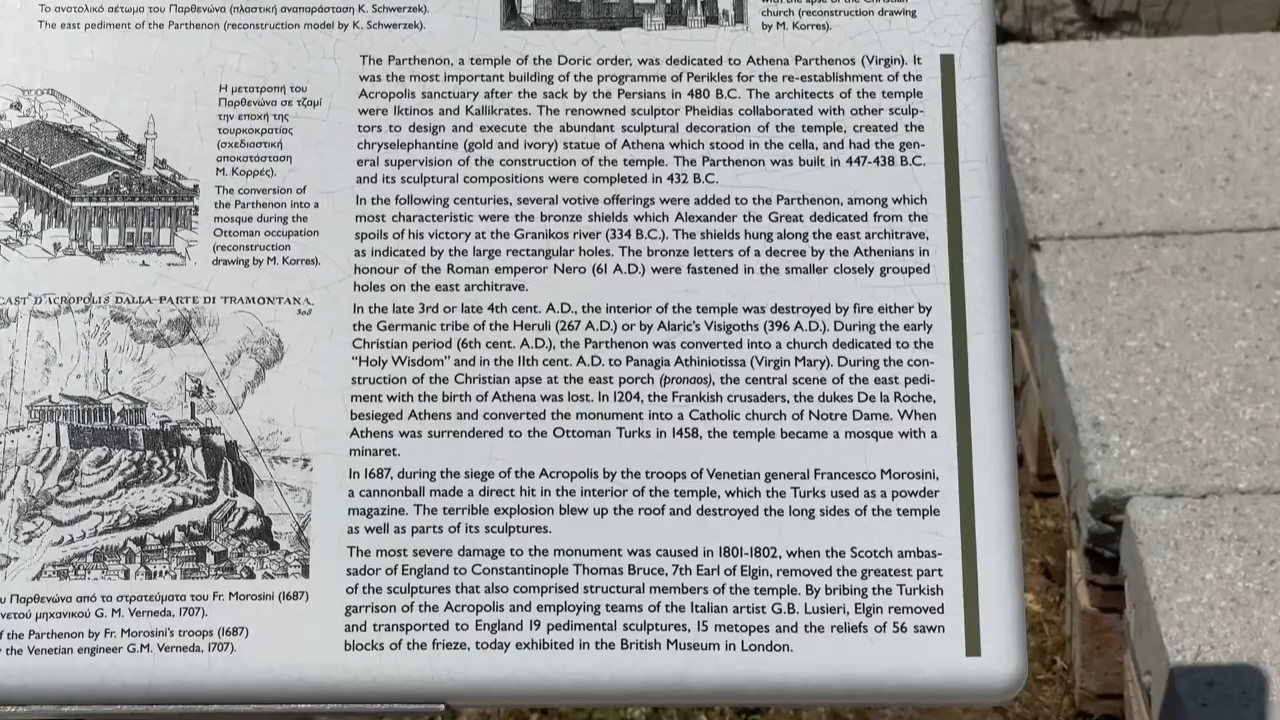 Το ανατολικό αέτωμα του Παρθενώνα (πλαστική αναπαράσταση K. Schwerzek).
The east pediment of the Parthenon (reconstruction model by K. Schwerzek).
church (reconstruction drawing
by M. Korres).
Η μετατροπή του
Παρθενώνα σε τζαμί
την εποχή της
τουρκοκρατίας
(σχεδιαστική
αποκατάσταση
Μ. Κορρές).
The conversion of
the Parthenon into a
mosque during the
Ottoman occupation
(reconstruction
drawing by M. Korres).
CAST D'ACROPOLIS DALLA PARTE DI TRAMONTANA.
308
Παρθενώνα από τα στρατεύματα του Fr. Morosini (1687)
μηχανικού G. M. Verneda, 1707).
the Parthenon by Fr. Morosini's troops (1687)
the Venetian engineer G.M. Verneda, 1707).
The Parthenon, a temple of the Doric order, was dedicated to Athena Parthenos (Virgin). It
was the most important building of the programme of Perikles for the re-establishment of the
Acropolis sanctuary after the sack by the Persians in 480 B.C. The architects of the temple
were Iktinos and Kallikrates. The renowned sculptor Pheidias collaborated with other sculp-
tors to design and execute the abundant sculptural decoration of the temple, created the
chryselephantine (gold and ivory) statue of Athena which stood in the cella, and had the gen-
eral supervision of the construction of the temple. The Parthenon was built in 447-438 B.C.
and its sculptural compositions were completed in 432 B.C.
In the following centuries, several votive offerings were added to the Parthenon, among which
most characteristic were the bronze shields which Alexander the Great dedicated from the
spoils of his victory at the Granikos river (334 B.C.). The shields hung along the east architrave,
as indicated by the large rectangular holes. The bronze letters of a decree by the Athenians in
honour of the Roman emperor Nero (61 A.D.) were fastened in the smaller closely grouped
holes on the east architrave.
In the late 3rd or late 4th cent. A.D., the interior of the temple was destroyed by fire either by
the Germanic tribe of the Heruli (267 A.D.) or by Alaric's Visigoths (396 A.D.). During the early
Christian period (6th cent. A.D.), the Parthenon was converted into a church dedicated to the
"Holy Wisdom" and in the 11th cent. A.D. to Panagia Athiniotissa (Virgin Mary). During the con-
struction of the Christian apse at the east porch (pronaos), the central scene of the east pedi-
ment with the birth of Athena was lost. In 1204, the Frankish crusaders, the dukes De la Roche,
besieged Athens and converted the monument into a Catholic church of Notre Dame. When
Athens was surrendered to the Ottoman Turks in 1458, the temple became a mosque with a
minaret.
In 1687, during the siege of the Acropolis by the troops of Venetian general Francesco Morosini,
a cannonball made a direct hit in the interior of the temple, which the Turks used as a powder
magazine. The terrible explosion blew up the roof and destroyed the long sides of the temple
as well as parts of its sculptures.
The most severe damage to the monument was caused in 1801-1802, when the Scotch ambas-
sador of England to Constantinople Thomas Bruce, 7th Earl of Elgin, removed the greatest part
of the sculptures that also comprised structural members of the temple. By bribing the Turkish
garrison of the Acropolis and employing teams of the Italian artist G.B. Lusieri, Elgin removed
and transported to England 19 pedimental sculptures, 15 metopes and the reliefs of 56 sawn
blocks of the frieze, today exhibited in the British Museum in London.